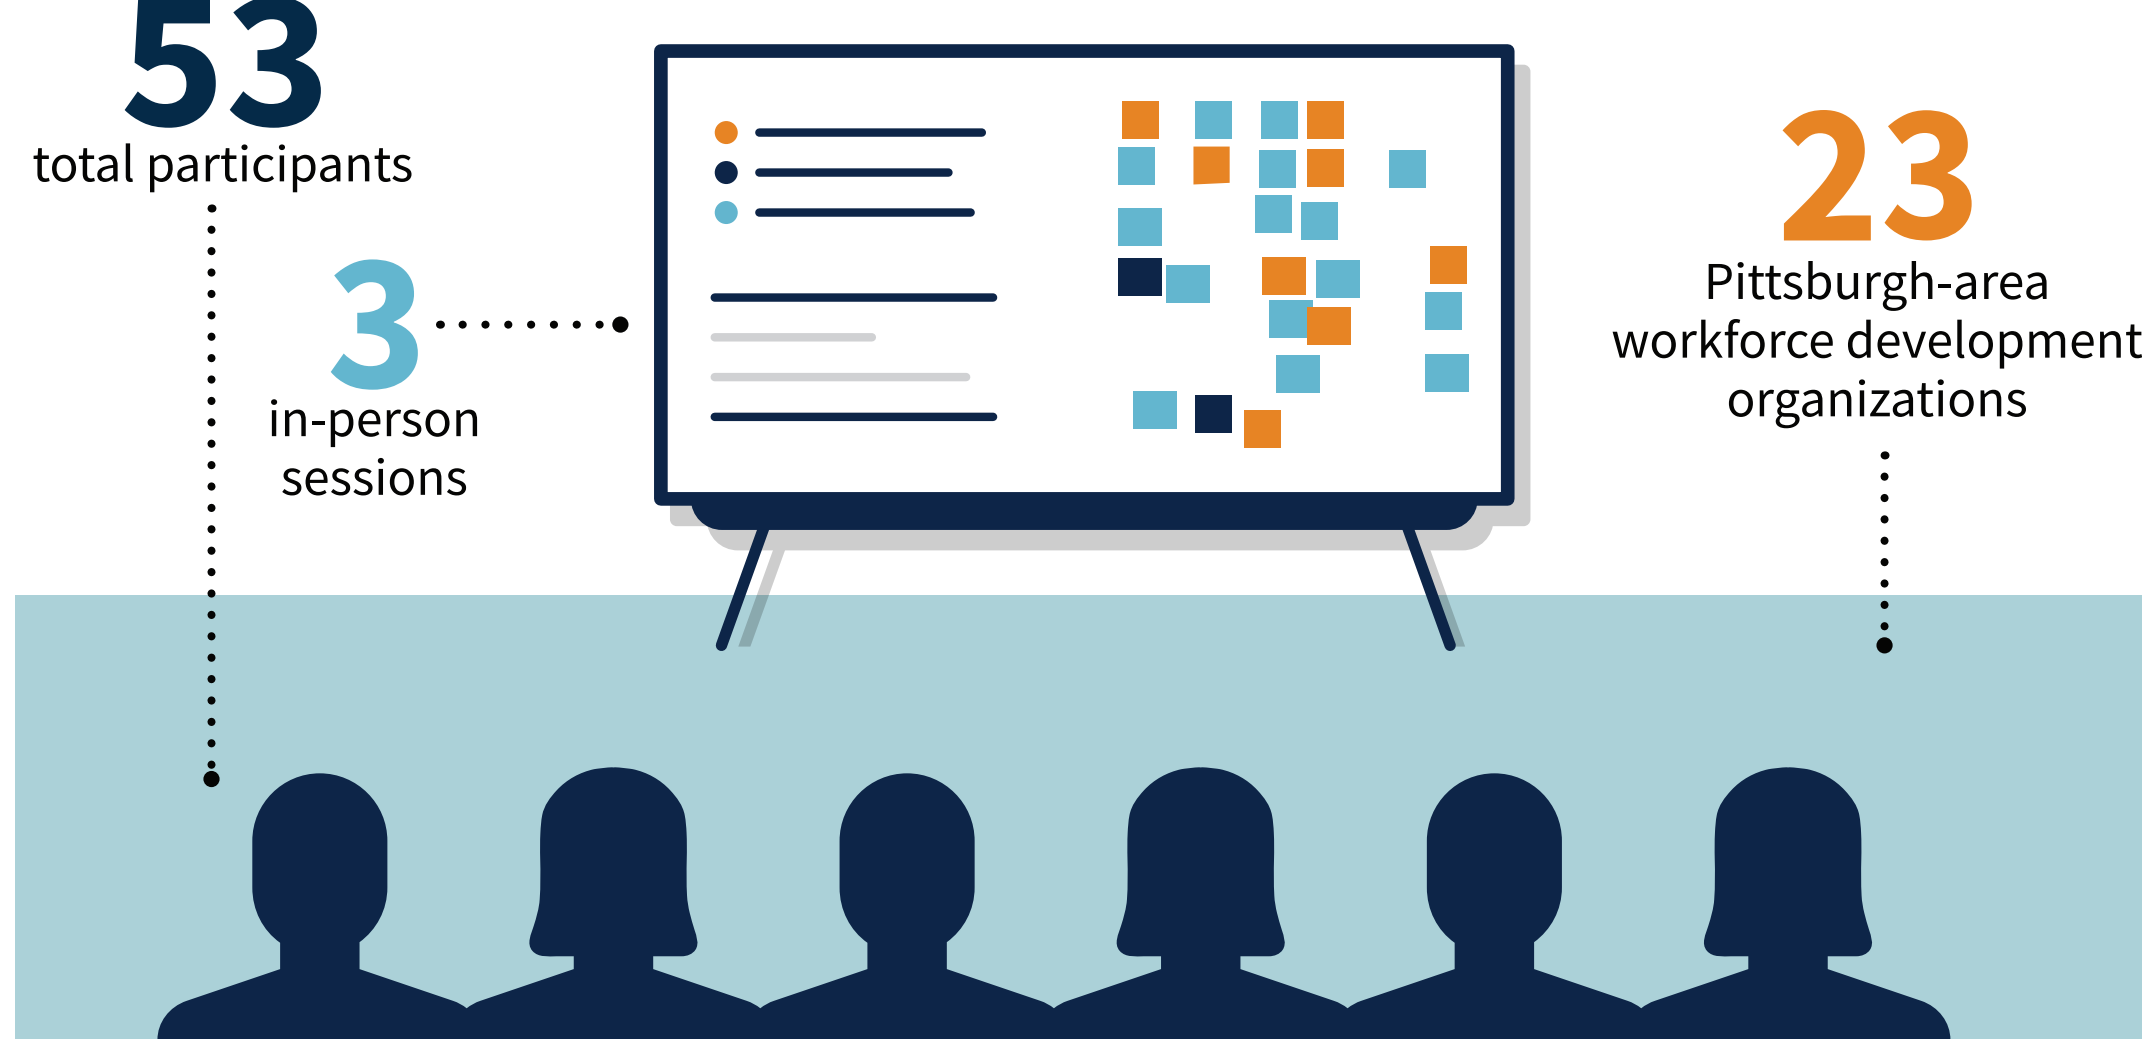 53
total participants
3
in-person
sessions
23
Pittsburgh-area
workforce development
organizations